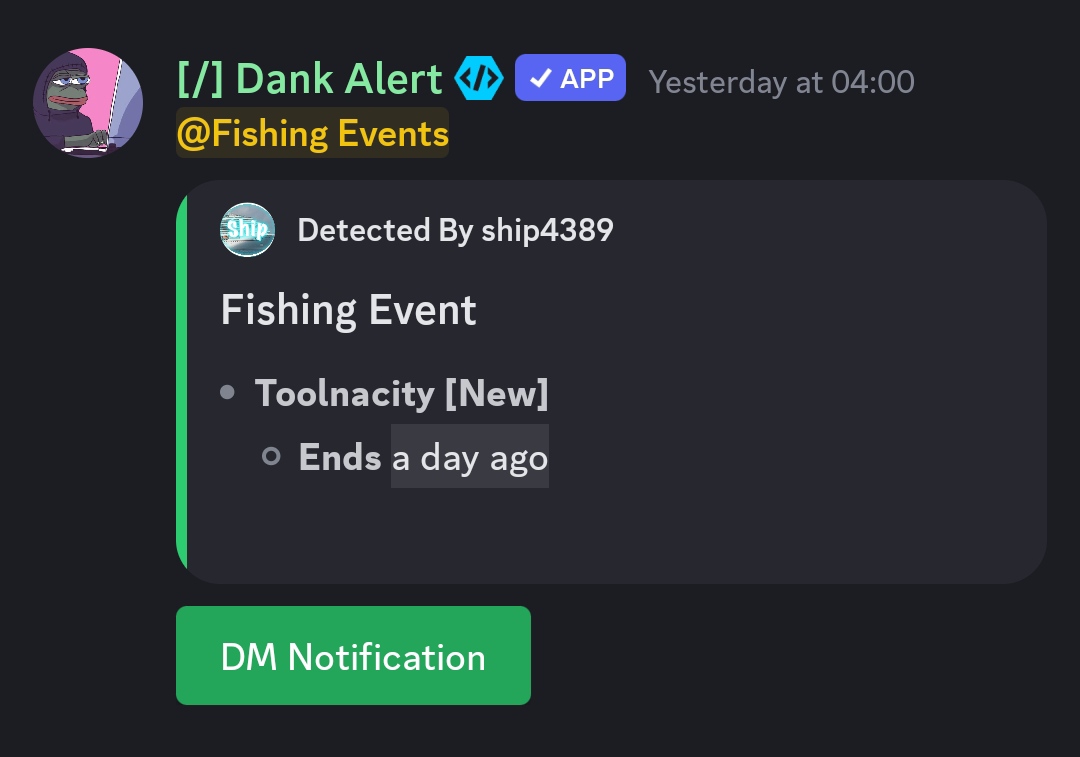 [/] Dank Alert </> ✓ APP Yesterday at 04:00
@Fishing Events
Ship Detected By ship4389
Fishing Event
Toolnacity [New]
Ends a day ago
DM Notification